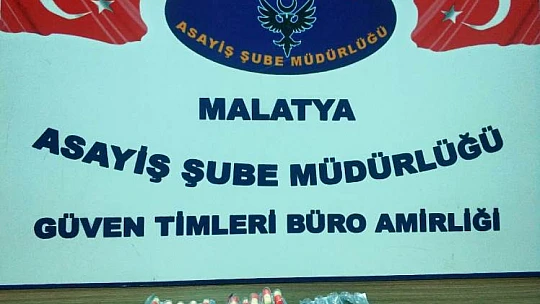 ASAYİŞ ŞUBE MÜDÜRLÜĞÜ
MALATYA
ASAYİŞ ŞUBE MÜDÜRLÜĞÜ
GÜVEN TİMLERİ BÜRO AMİRLİĞİ